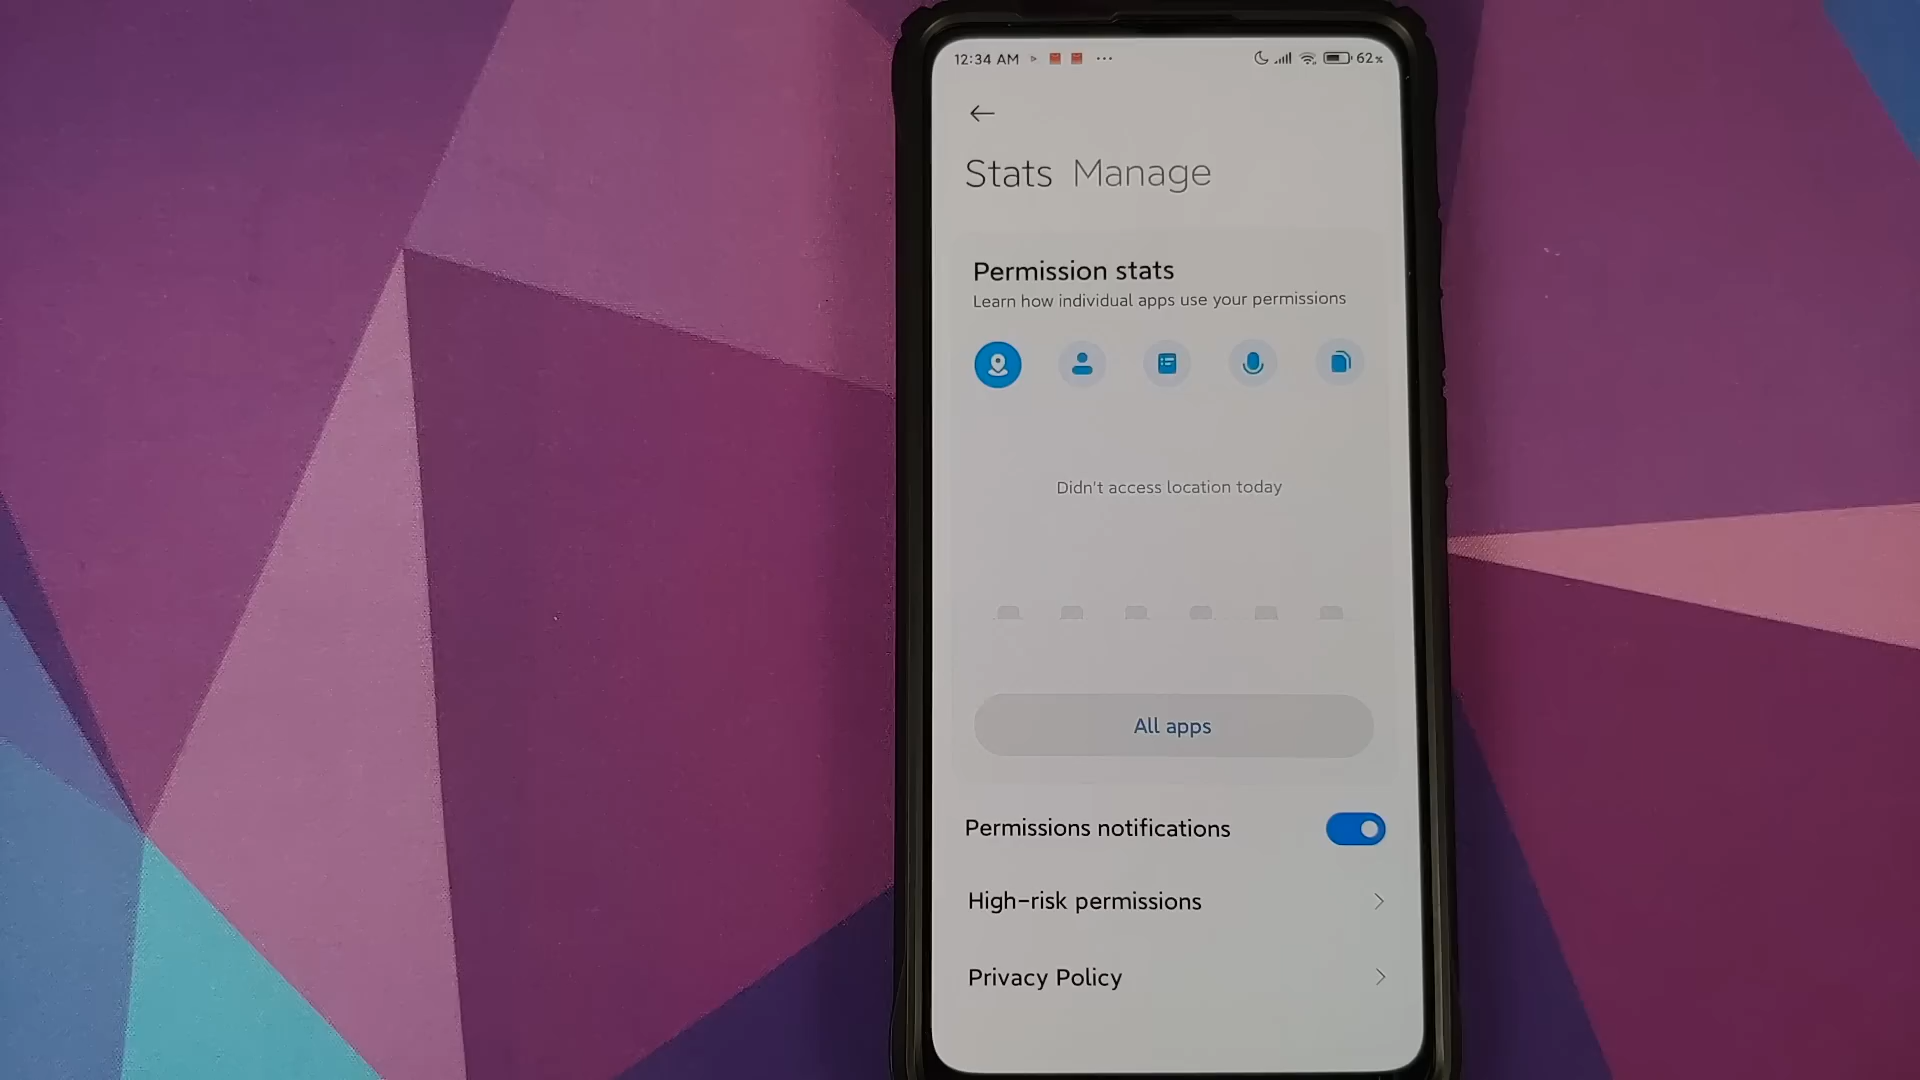 12:34 AM ... 62%
Stats Manage
Permission stats
Learn how individual apps use your permissions
Didn't access location today
All apps
Permissions notifications
High-risk permissions
Privacy Policy